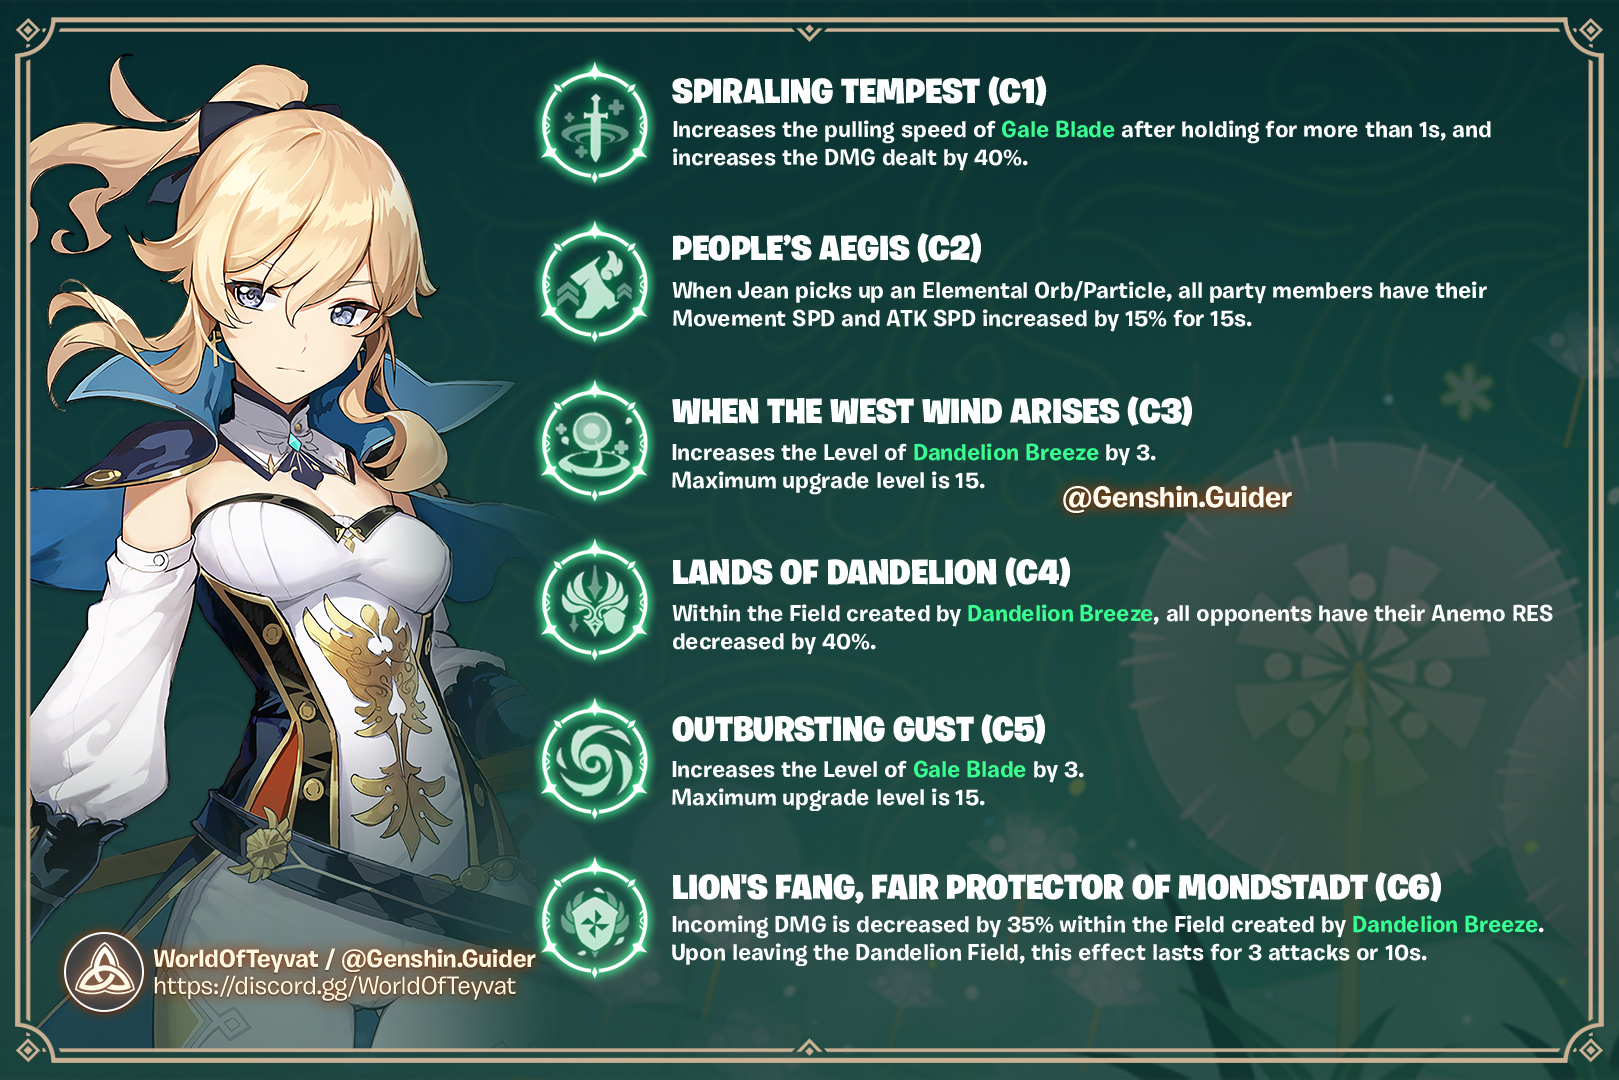 SPIRALING TEMPEST (C1)
Increases the pulling speed of Gale Blade after holding for more than 1s, and
increases the DMG dealt by 40%.
PEOPLE'S AEGIS (C2)
When Jean picks up an Elemental Orb/Particle, all party members have their
Movement SPD and ATK SPD increased by 15% for 15s.
WHEN THE WEST WIND ARISES (C3)
Increases the Level of Dandelion Breeze by 3.
Maximum upgrade level is 15.
@Genshin.Guider
LANDS OF DANDELION (C4)
Within the Field created by Dandelion Breeze, all opponents have their Anemo RES
decreased by 40%.
OUTBURSTING GUST (C5)
Increases the Level of Gale Blade by 3.
Maximum upgrade level is 15.
LION'S FANG, FAIR PROTECTOR OF MONDSTADT (C6)
Incoming DMG is decreased by 35% within the Field created by Dandelion Breeze.
Upon leaving the Dandelion Field, this effect lasts for 3 attacks or 10s.
WorldOfTeyvat / @Genshin.Guider
https://discord.gg/WorldOfTeyvat